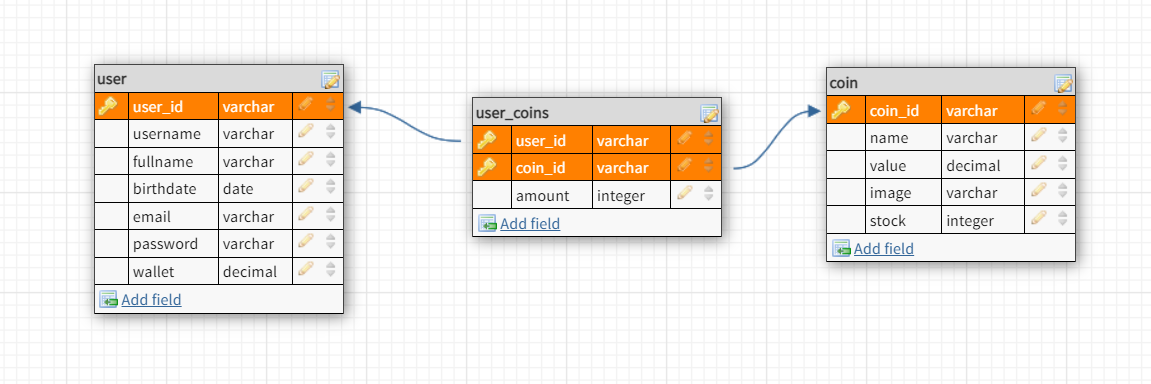 user
user_id varchar
username varchar
fullname varchar
birthdate date
email varchar
password varchar
wallet decimal
Add field
user_coins
user_id varchar
coin_id varchar
amount integer
Add field
coin
coin_id varchar
name varchar
value decimal
image varchar
stock integer
Add field